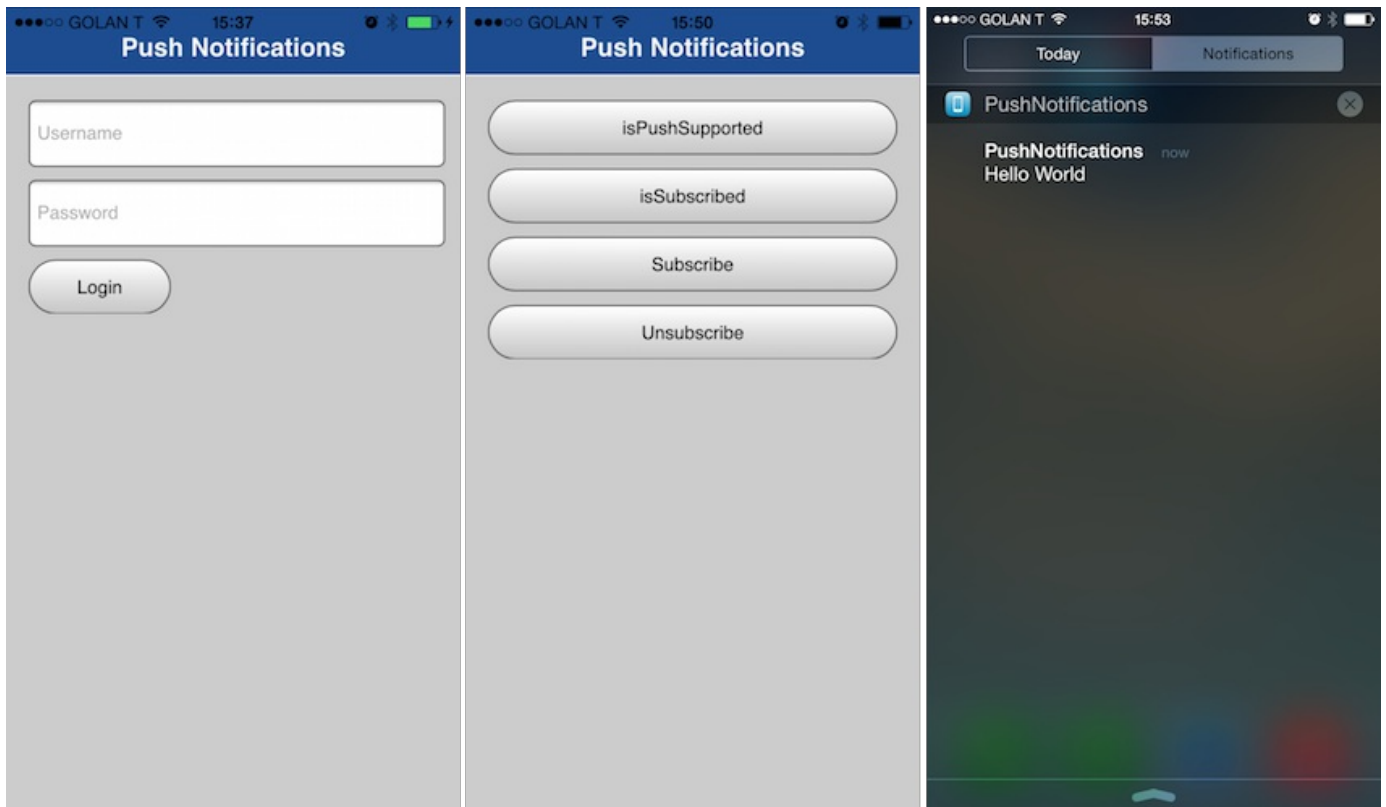 GOLAN T 15:37
Push Notifications
Username
Password
Login
GOLAN T 15:50
Push Notifications
isPushSupported
isSubscribed
Subscribe
Unsubscribe
GOLAN T 15:53
Today Notifications
PushNotifications
PushNotifications now
Hello World